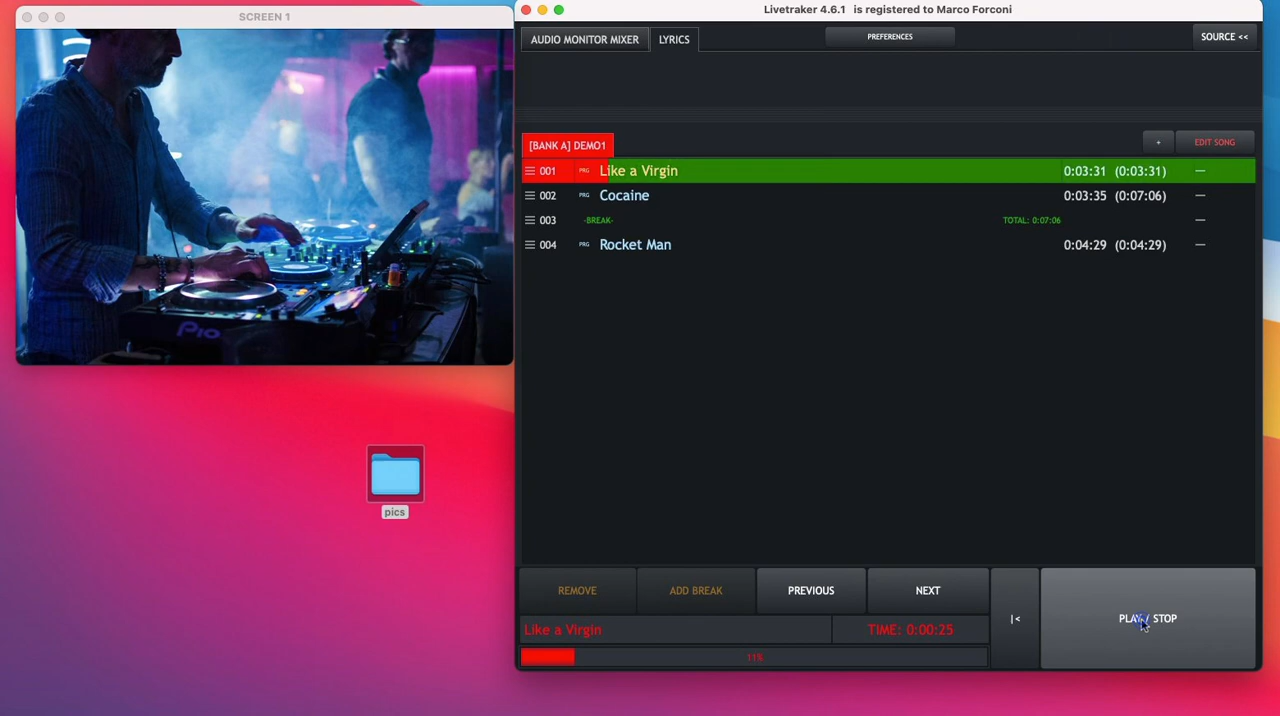 SCREEN 1
Livetraker 4.6.1 is registered to Marco Forconi
AUDIO MONITOR MIXER
LYRICS
PREFERENCES
SOURCE <<
[BANK A] DEMO1
+
EDIT SONG
001 PRG Like a Virgin 0:03:31 (0:03:31)
002 PRG Cocaine 0:03:35 (0:07:06)
003 -BREAK- TOTAL: 0:07:06
004 PRG Rocket Man 0:04:29 (0:04:29)
pics
REMOVE
ADD BREAK
PREVIOUS
NEXT
|<
PLAY STOP
Like a Virgin
TIME: 0:00:25
11%